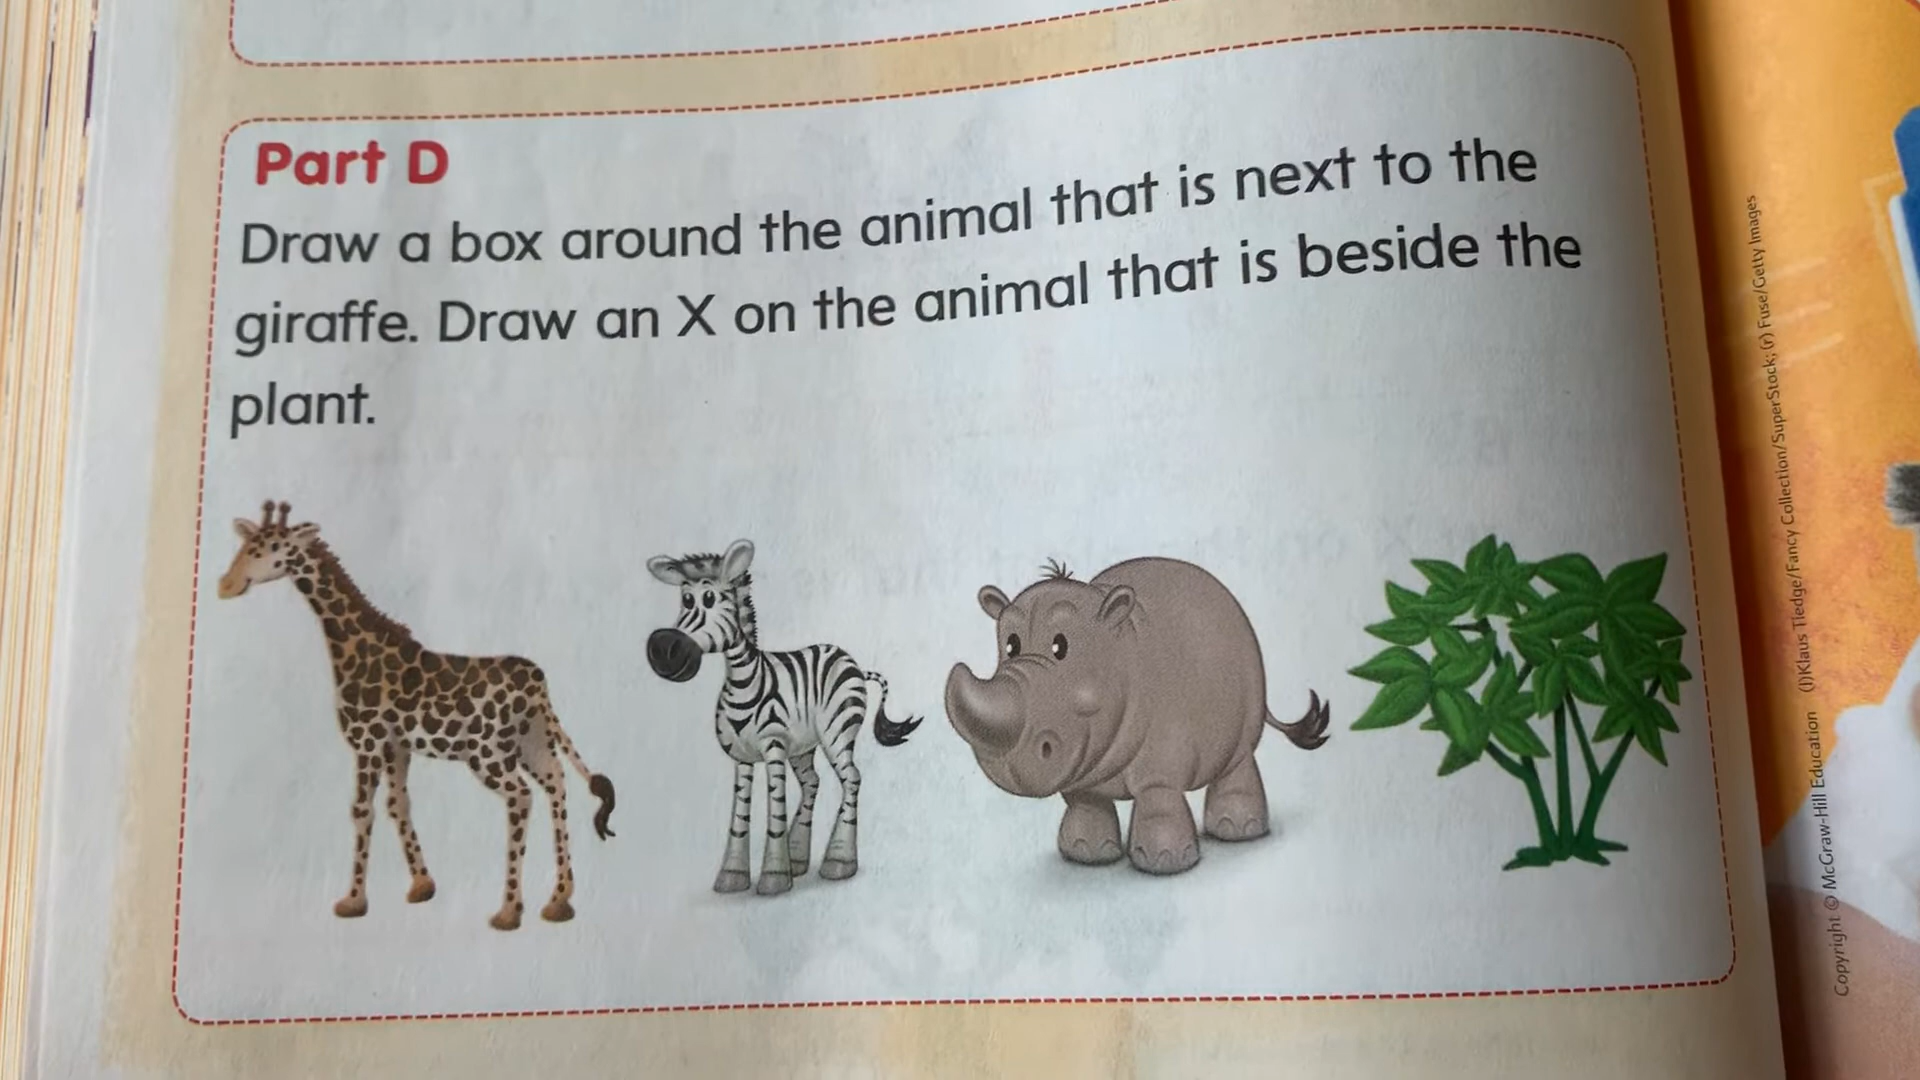 Part D
Draw a box around the animal that is next to the
giraffe. Draw an X on the animal that is beside the
plant.
Copyright © McGraw-Hill Education (l)Klaus Tiedge/Fancy Collection/SuperStock; (r) Fuse/Getty Images